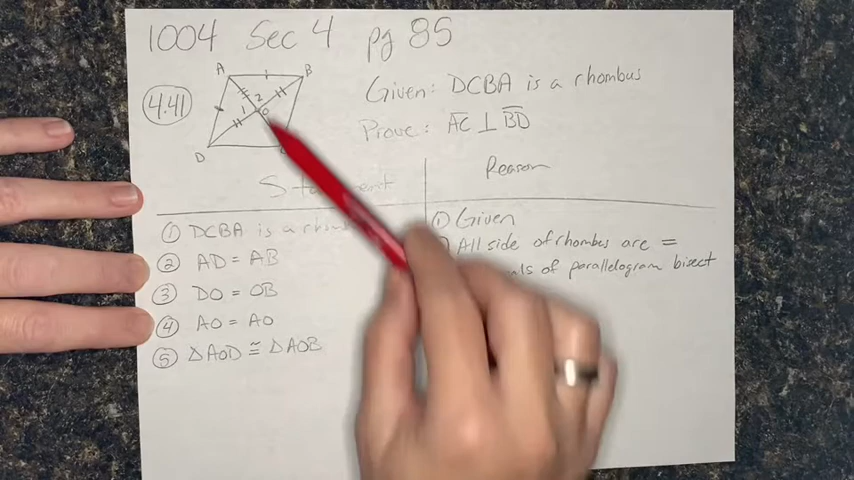 1004 Sec 4 pg 85
A B
4.41
1 2
O
D
Given: DCBA is a rhombus
Prove: AC ⊥ BD
Statement Reason
① DCBA is a rhom ① Given
② AD = AB All side of rhombus are =
③ DO = OB of parallelogram bisect
④ AO = AO
⑤ △AOD ≅ △AOB